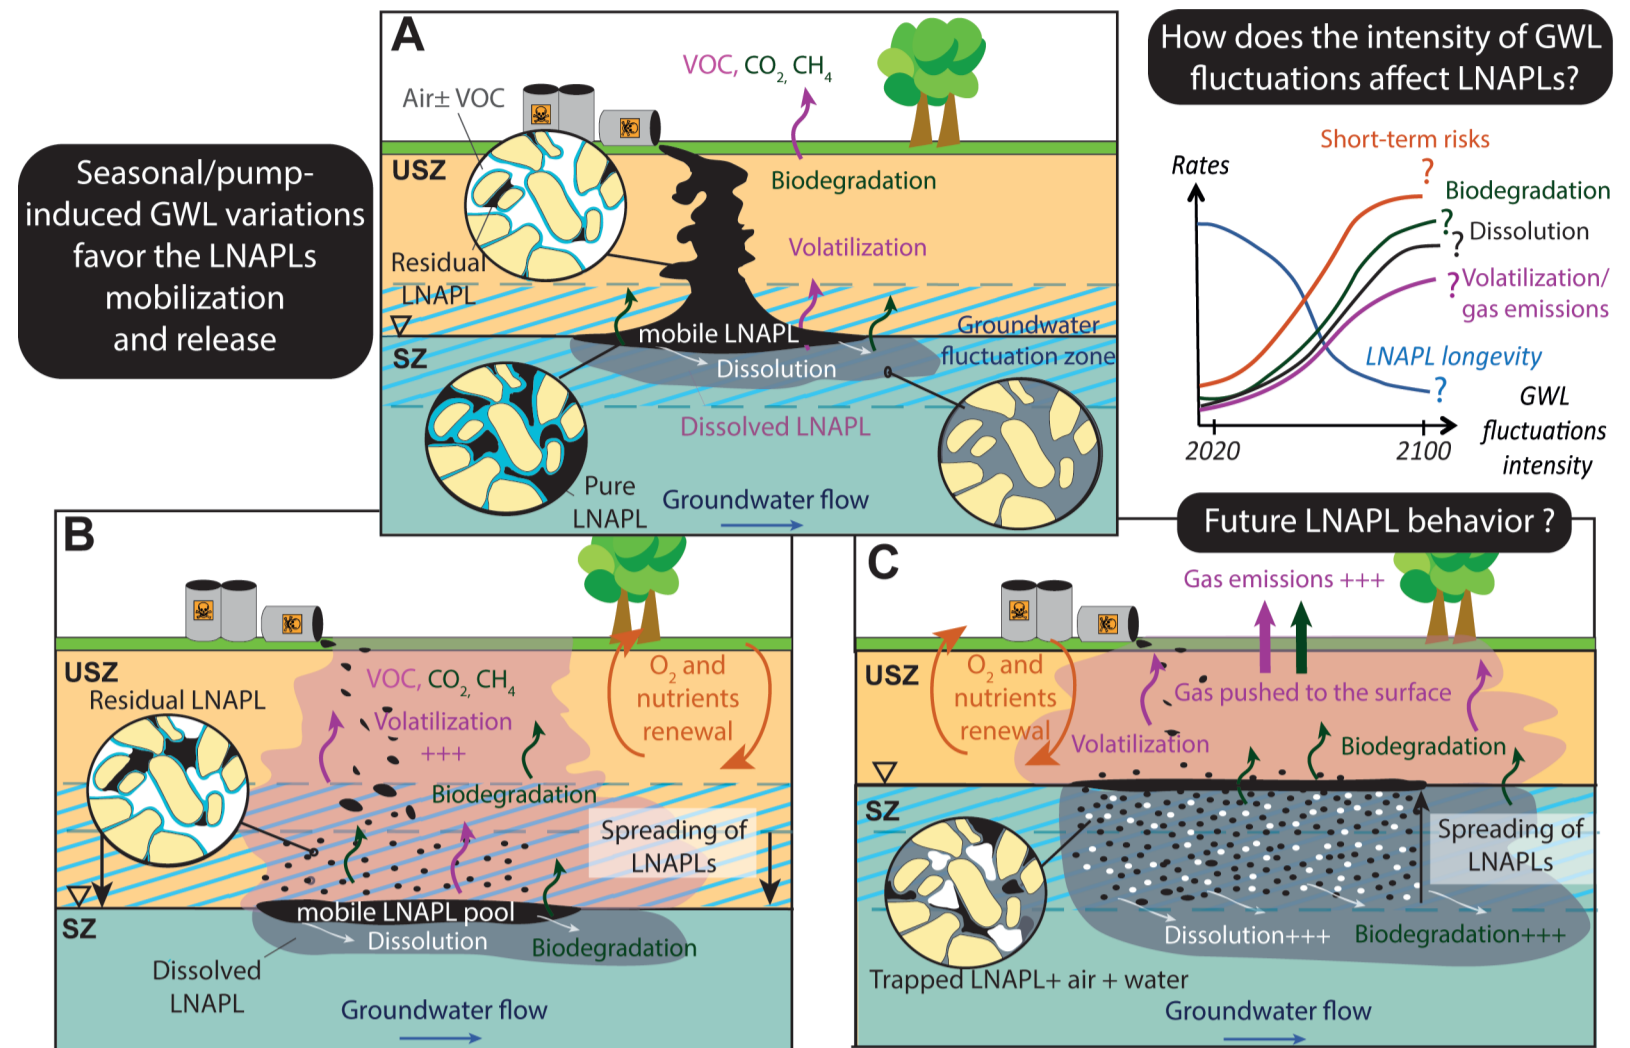 Seasonal/pump-
induced GWL variations
favor the LNAPLs
mobilization
and release
A
VOC, CO2, CH4
Air± VOC
USZ
Biodegradation
Volatilization
Residual
LNAPL
mobile LNAPL
Groundwater
fluctuation zone
SZ
Dissolution
Dissolved LNAPL
Pure
LNAPL
Groundwater flow
How does the intensity of GWL
fluctuations affect LNAPLs?
Short-term risks
?
Rates
Biodegradation
?
Dissolution
?
? Volatilization/
gas emissions
LNAPL longevity
?
GWL
fluctuations
intensity
2020
2100
B
USZ
Residual LNAPL
VOC, CO2, CH4
Volatilization
+++
O2 and
nutrients
renewal
Biodegradation
Spreading of
LNAPLs
SZ
mobile LNAPL pool
Dissolution
Biodegradation
Dissolved
LNAPL
Groundwater flow
Future LNAPL behavior ?
C
Gas emissions +++
USZ
O2 and
nutrients
renewal
Gas pushed to the surface
Volatilization
Biodegradation
SZ
Spreading of
LNAPLs
Dissolution+++
Biodegradation+++
Trapped LNAPL+ air + water
Groundwater flow